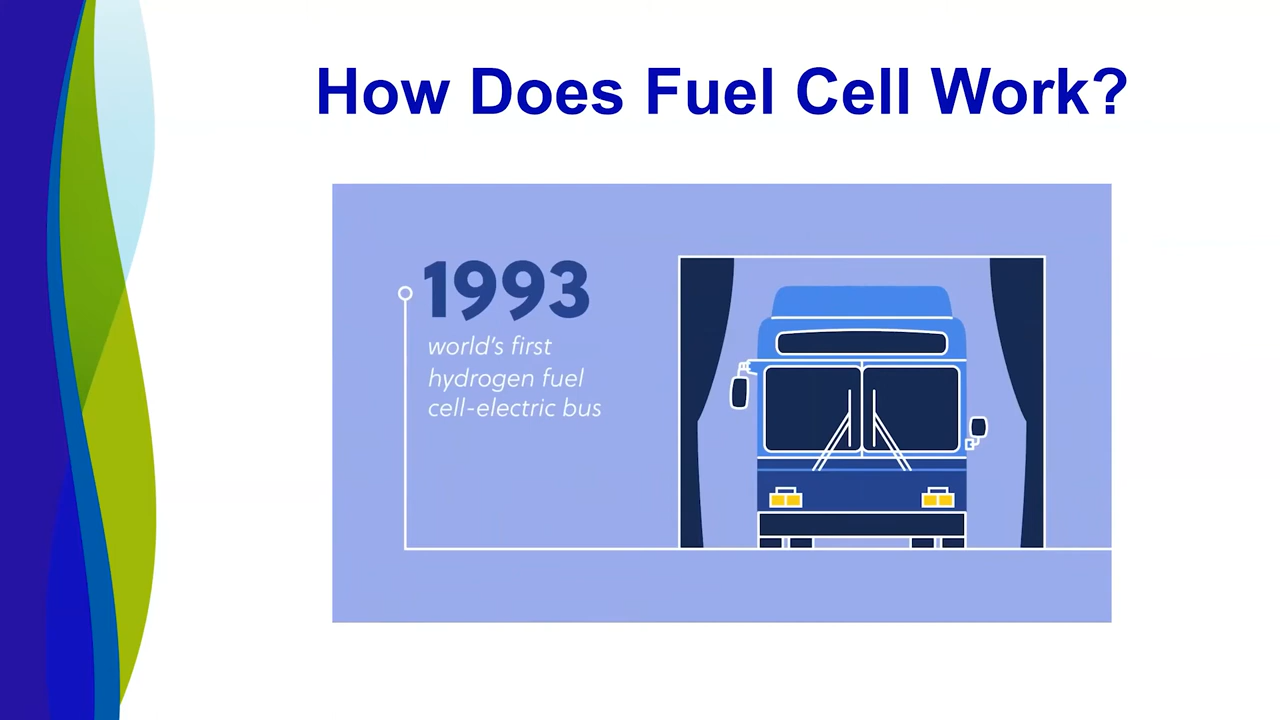 How Does Fuel Cell Work?
1993
world's first
hydrogen fuel
cell-electric bus